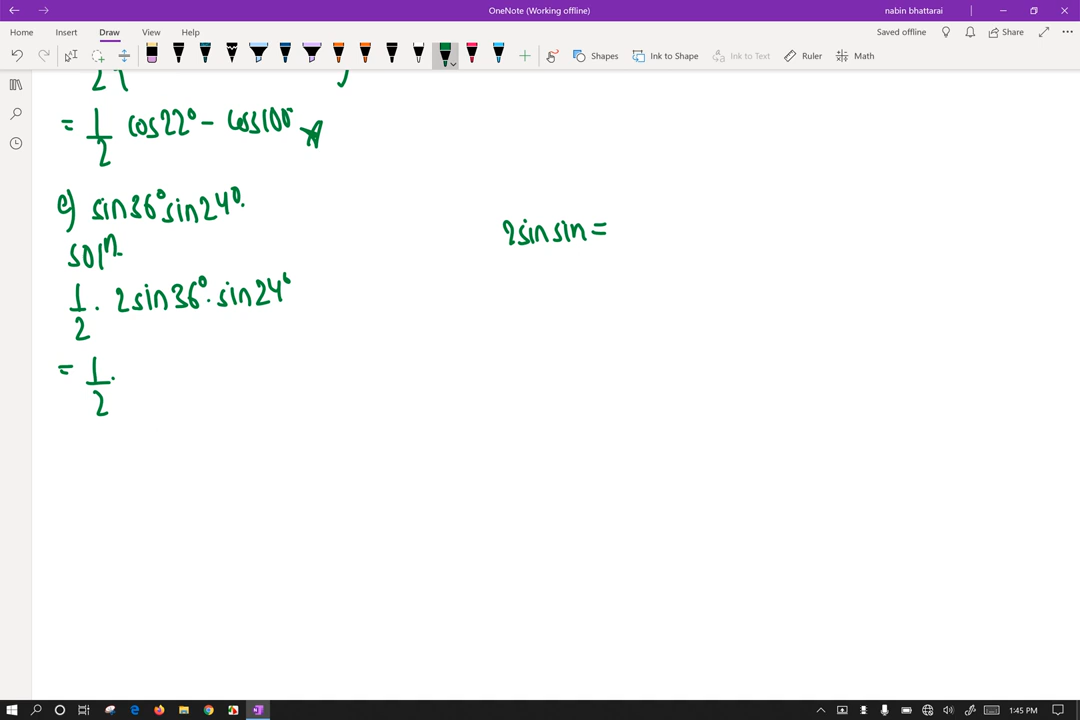 OneNote (Working offline)
nabin bhattarai
Home Insert Draw View Help
Saved offline Share
Shapes Ink to Shape Ink to Text Ruler Math
= 1/2 cos22° - cos100°
e) sin36° sin24°.
solⁿ
1/2 . 2sin36° . sin24°
2sin sin =
= 1/2 .
1:45 PM